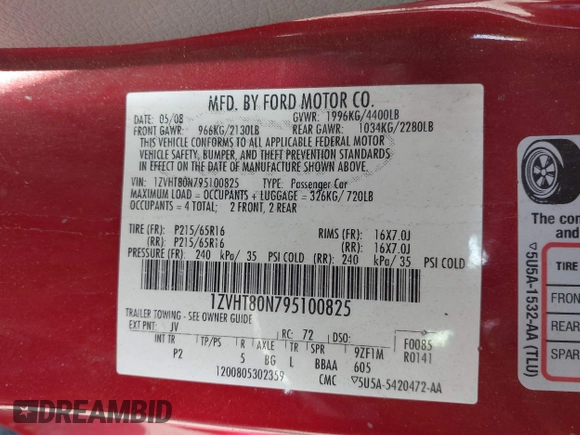 MFD. BY FORD MOTOR CO.
05/08 GVWR: 1996KG/4400LB
FRONT GAWR: 966KG/2130LB REAR GAWR: 1034KG/2280LB
THIS VEHICLE CONFORMS TO ALL APPLICABLE FEDERAL MOTOR
VEHICLE SAFETY, BUMPER, AND THEFT PREVENTION STANDARDS
IN EFFECT ON THE DATE OF MANUFACTURE SHOWN ABOVE.
VIN: 1ZVHT80N795100825 TYPE: Passenger Car
MAXIMUM LOAD = OCCUPANTS + LUGGAGE = 326KG/720LB
OCCUPANTS = 4 TOTAL; 2 FRONT, 2 REAR
TIRE (FR): P215/65R16 RIMS (FR): 16X7.0J
(RR): P215/65R16 (RR): 16X7.0J
PRESSURE (FR): 240 kPa/ 35 PSI COLD (RR): 240 kPa/ 35 PSI COLD
1ZVHT80N795100825
TRAILER TOWING - SEE OWNER GUIDE
EXT PNT: JV RC: 72 DSO: F0085
INT TR TP/PS R AXLE TR SPR 9ZF1M R0141
P2 5 BG L BBAA 605
1200805302359 CMC ▽5U5A-5420472-AA
The con
▽5U5A-1532-AA (TLU)
TIRE
FRON
REAR
SPAR
DREAMBID